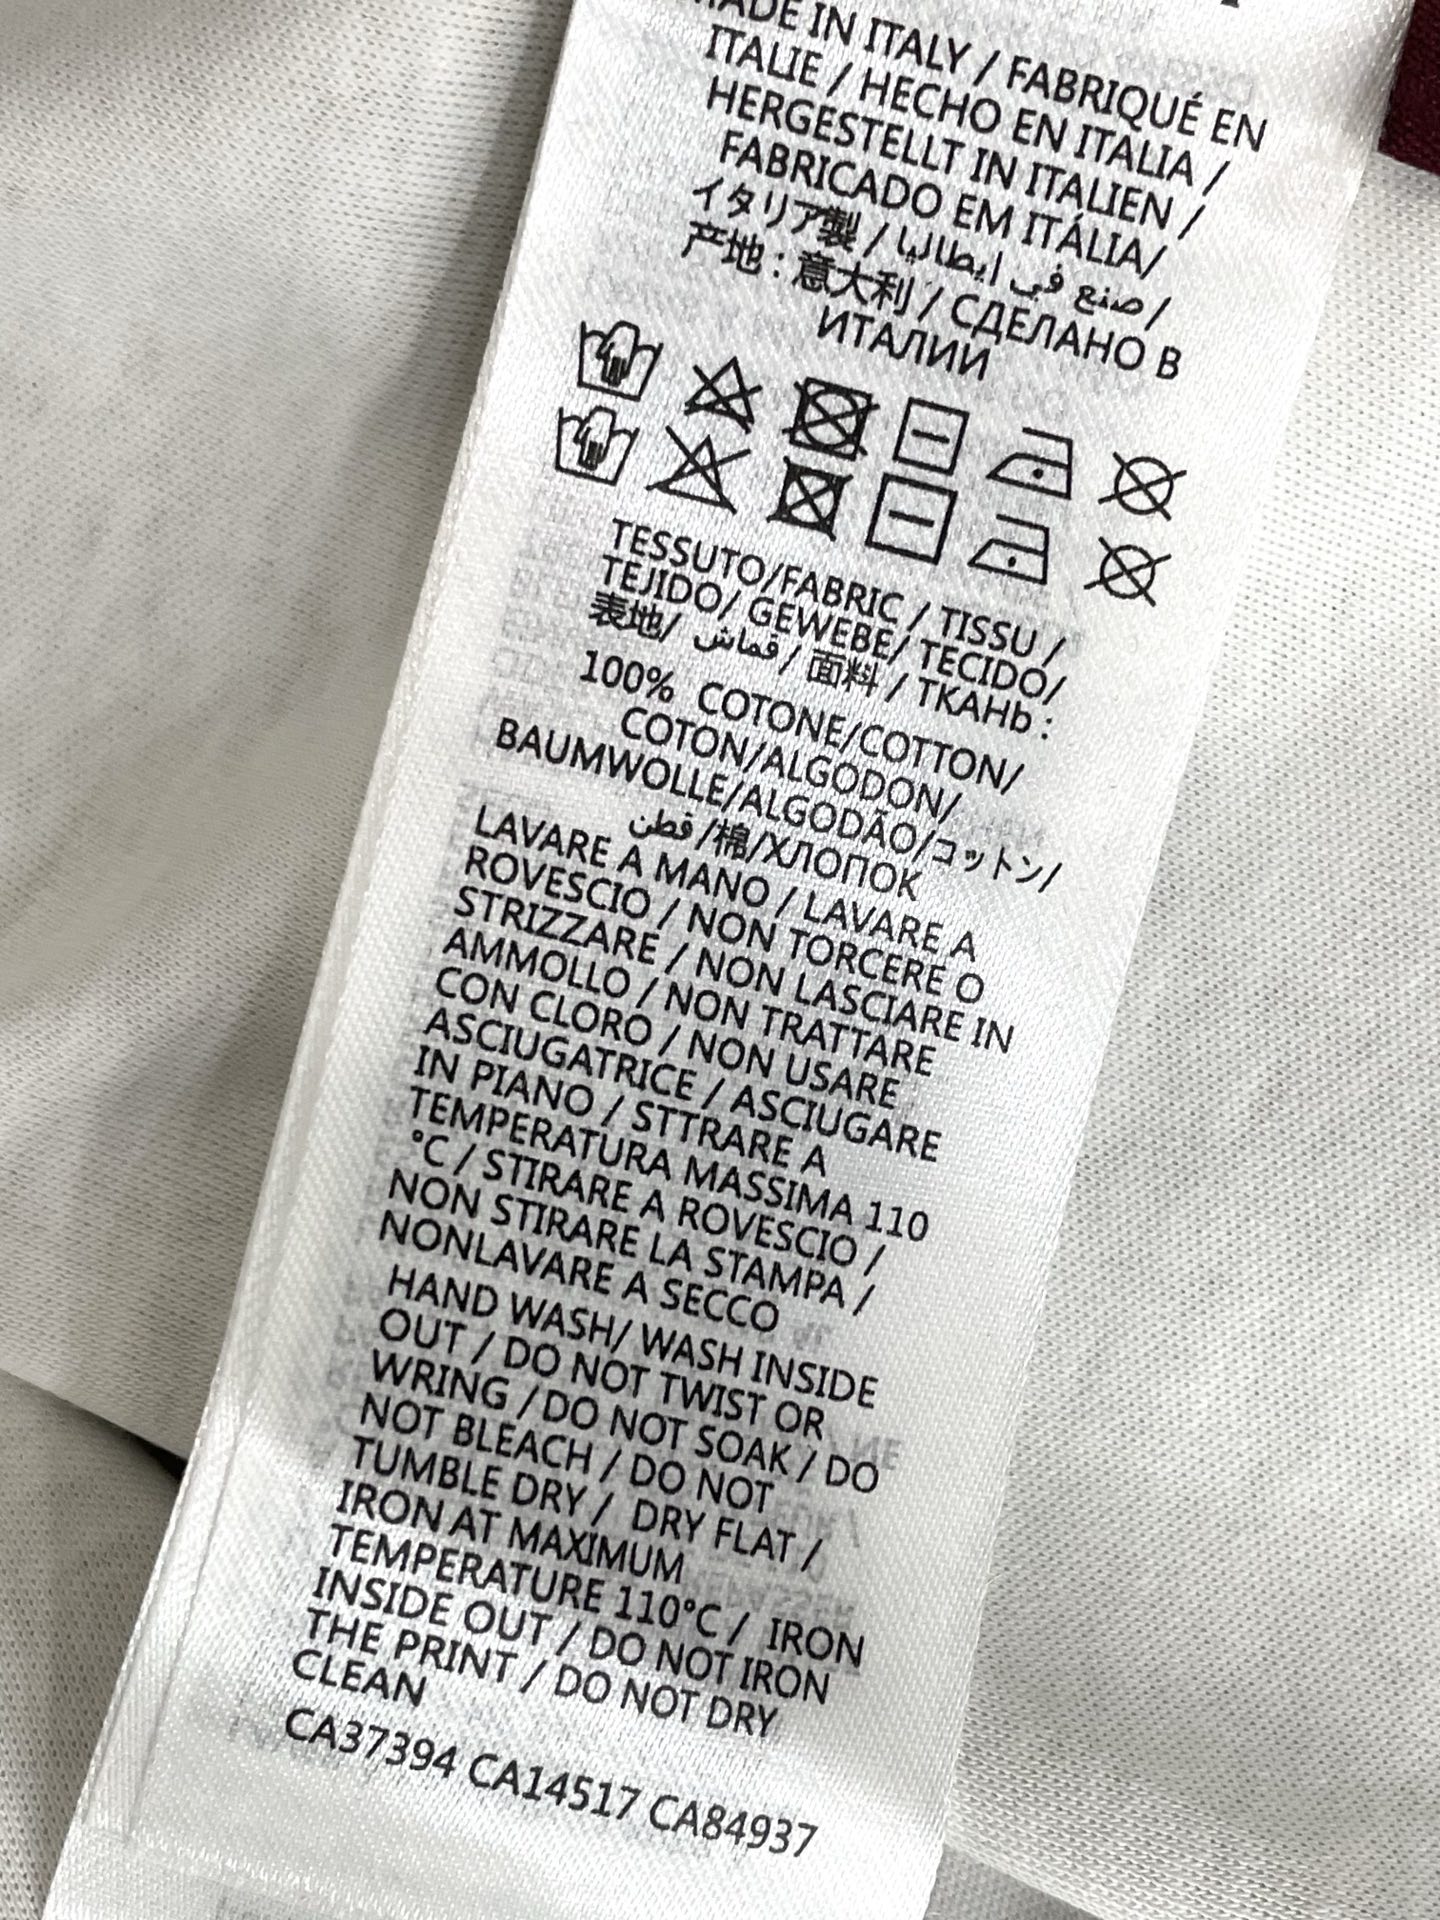 MADE IN ITALY / FABRIQUÉ EN
ITALIE / HECHO EN ITALIA /
HERGESTELLT IN ITALIEN /
FABRICADO EM ITÁLIA/
イタリア製 / صنع في ايطاليا /
产地 : 意大利 / СДЕЛАНО В
ИТАЛИИ
TESSUTO/FABRIC / TISSU /
TEJIDO/ GEWEBE/ TECIDO/
表地/ قماش / 面料 / ТКАНЬ :
100% COTONE/COTTON/
COTON/ALGODON/
BAUMWOLLE/ALGODÃO/コットン/
قطن /棉/ХЛОПОК
LAVARE A MANO / LAVARE A
ROVESCIO / NON TORCERE O
STRIZZARE / NON LASCIARE IN
AMMOLLO / NON TRATTARE
CON CLORO / NON USARE
ASCIUGATRICE / ASCIUGARE
IN PIANO / STTRARE A
TEMPERATURA MASSIMA 110
°C / STIRARE A ROVESCIO /
NON STIRARE LA STAMPA /
NONLAVARE A SECCO
HAND WASH/ WASH INSIDE
OUT / DO NOT TWIST OR
WRING / DO NOT SOAK / DO
NOT BLEACH / DO NOT
TUMBLE DRY / DRY FLAT /
IRON AT MAXIMUM
TEMPERATURE 110°C / IRON
INSIDE OUT / DO NOT IRON
THE PRINT / DO NOT DRY
CLEAN
CA37394 CA14517 CA84937